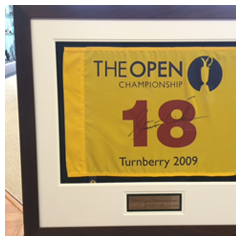 THE OPEN
CHAMPIONSHIP
18
Turnberry 2009